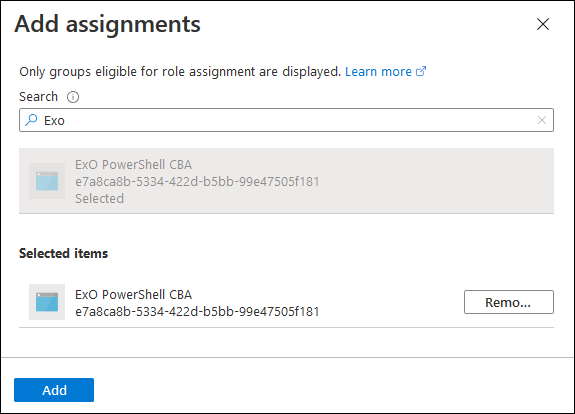 Add assignments
Only groups eligible for role assignment are displayed. Learn more
Search
Exo
ExO PowerShell CBA
e7a8ca8b-5334-422d-b5bb-99e47505f181
Selected
Selected items
ExO PowerShell CBA
e7a8ca8b-5334-422d-b5bb-99e47505f181
Remo...
Add